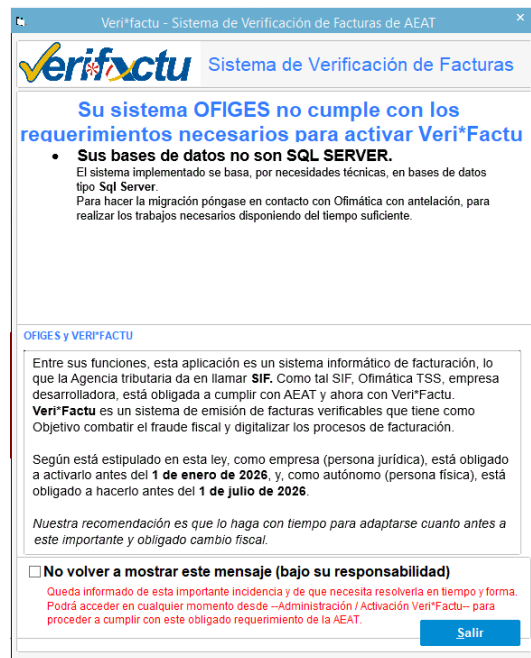 Veri*factu - Sistema de Verificación de Facturas de AEAT
Verif*ctu Sistema de Verificación de Facturas
Su sistema OFIGES no cumple con los
requerimientos necesarios para activar Veri*Factu
• Sus bases de datos no son SQL SERVER.
El sistema implementado se basa, por necesidades técnicas, en bases de datos
tipo Sql Server.
Para hacer la migración póngase en contacto con Ofimática con antelación, para
realizar los trabajos necesarios disponiendo del tiempo suficiente.
OFIGES y VERI*FACTU
Entre sus funciones, esta aplicación es un sistema informático de facturación, lo
que la Agencia tributaria da en llamar SIF. Como tal SIF, Ofimática TSS, empresa
desarrolladora, está obligada a cumplir con AEAT y ahora con Veri*Factu.
Veri*Factu es un sistema de emisión de facturas verificables que tiene como
Objetivo combatir el fraude fiscal y digitalizar los procesos de facturación.
Según está estipulado en esta ley, como empresa (persona jurídica), está obligado
a activarlo antes del 1 de enero de 2026, y, como autónomo (persona física), está
obligado a hacerlo antes del 1 de julio de 2026.
Nuestra recomendación es que lo haga con tiempo para adaptarse cuanto antes a
este importante y obligado cambio fiscal.
No volver a mostrar este mensaje (bajo su responsabilidad)
Queda informado de esta importante incidencia y de que necesita resolverla en tiempo y forma.
Podrá acceder en cualquier momento desde --Administración / Activación Veri*Factu-- para
proceder a cumplir con este obligado requerimiento de la AEAT.
Salir